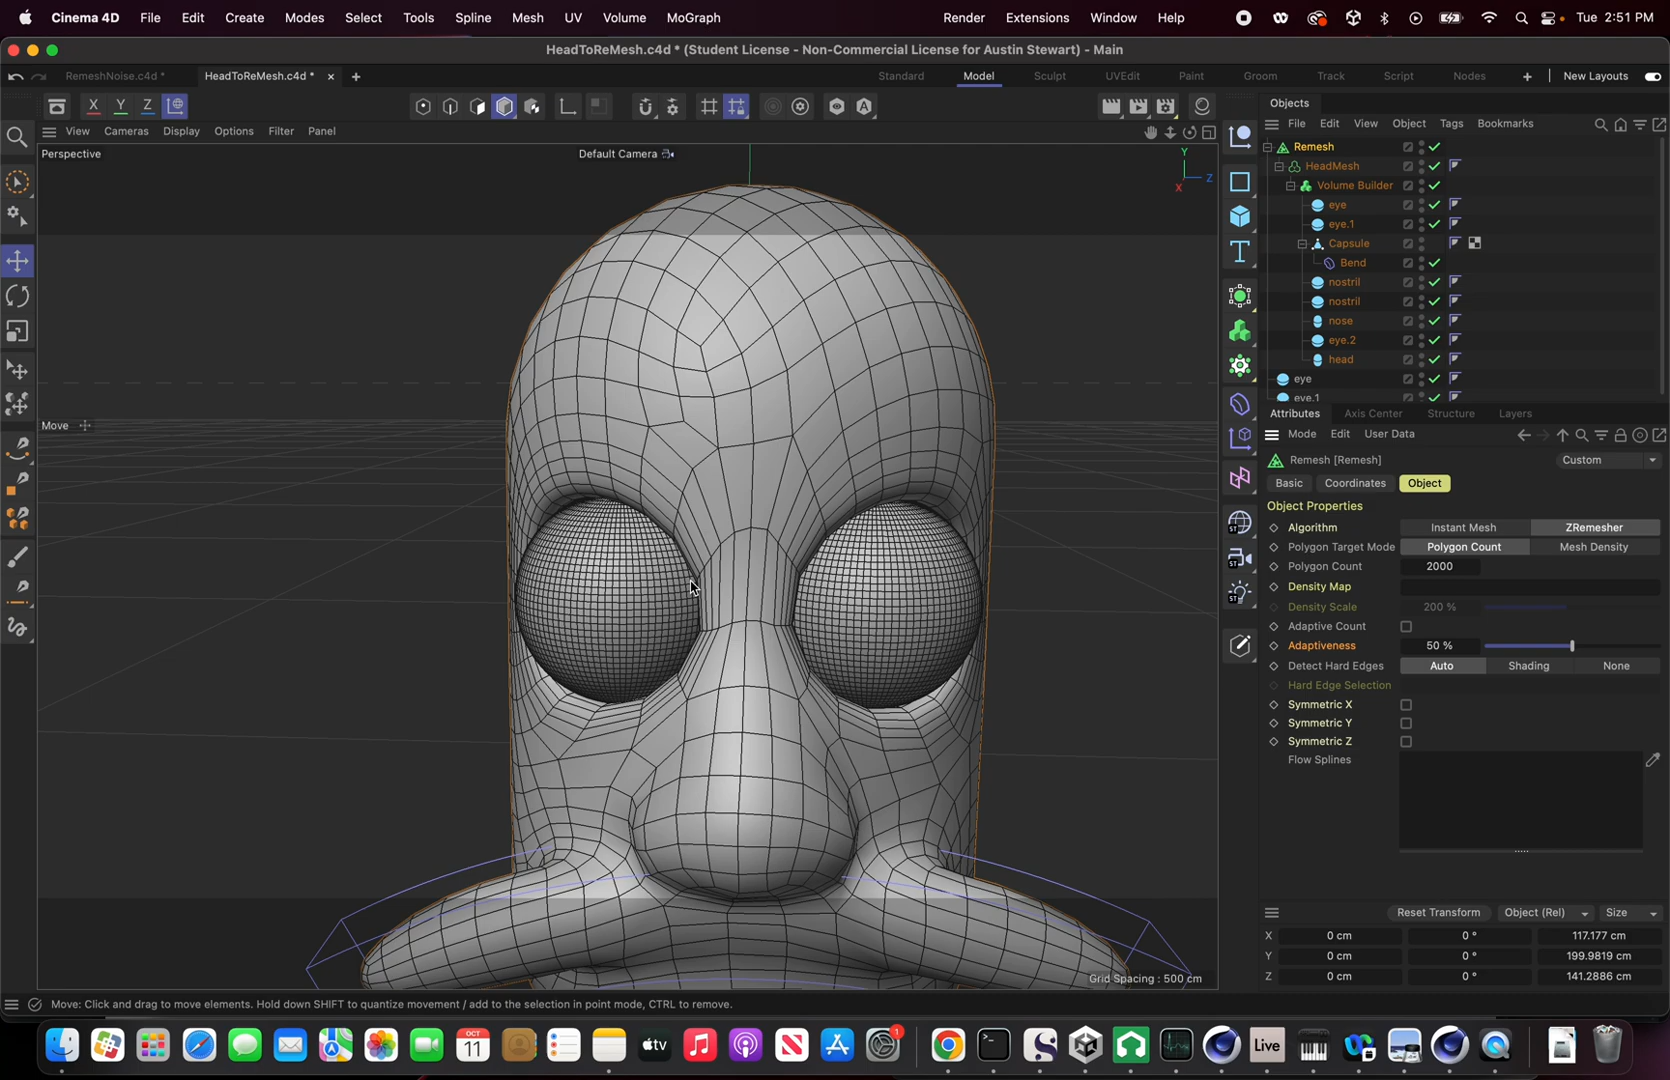 Cinema 4D File Edit Create Modes Select Tools Spline Mesh UV Volume MoGraph Render Extensions Window Help Tue 2:51 PM
HeadToReMesh.c4d * (Student License - Non-Commercial License for Austin Stewart) - Main
RemeshNoise.c4d * HeadToReMesh.c4d * × + Standard Model Sculpt UVEdit Paint Groom Track Script Nodes + New Layouts
X Y Z
View Cameras Display Options Filter Panel
Perspective Default Camera
Y
Z
X
Move
Grid Spacing : 500 cm
Objects
File Edit View Object Tags Bookmarks
Remesh
HeadMesh
Volume Builder
eye
eye.1
Capsule
Bend
nostril
nostril
nose
eye.2
head
eye
eye.1
Attributes Axis Center Structure Layers
Mode Edit User Data
Remesh [Remesh] Custom
Basic Coordinates Object
Object Properties
Algorithm Instant Mesh ZRemesher
Polygon Target Mode Polygon Count Mesh Density
Polygon Count 2000
Density Map
Density Scale 200 %
Adaptive Count
Adaptiveness 50 %
Detect Hard Edges Auto Shading None
Hard Edge Selection
Symmetric X
Symmetric Y
Symmetric Z
Flow Splines
Reset Transform Object (Rel) Size
X 0 cm 0 ° 117.177 cm
Y 0 cm 0 ° 199.9819 cm
Z 0 cm 0 ° 141.2886 cm
Move: Click and drag to move elements. Hold down SHIFT to quantize movement / add to the selection in point mode, CTRL to remove.
OCT
11
tv
1
Live